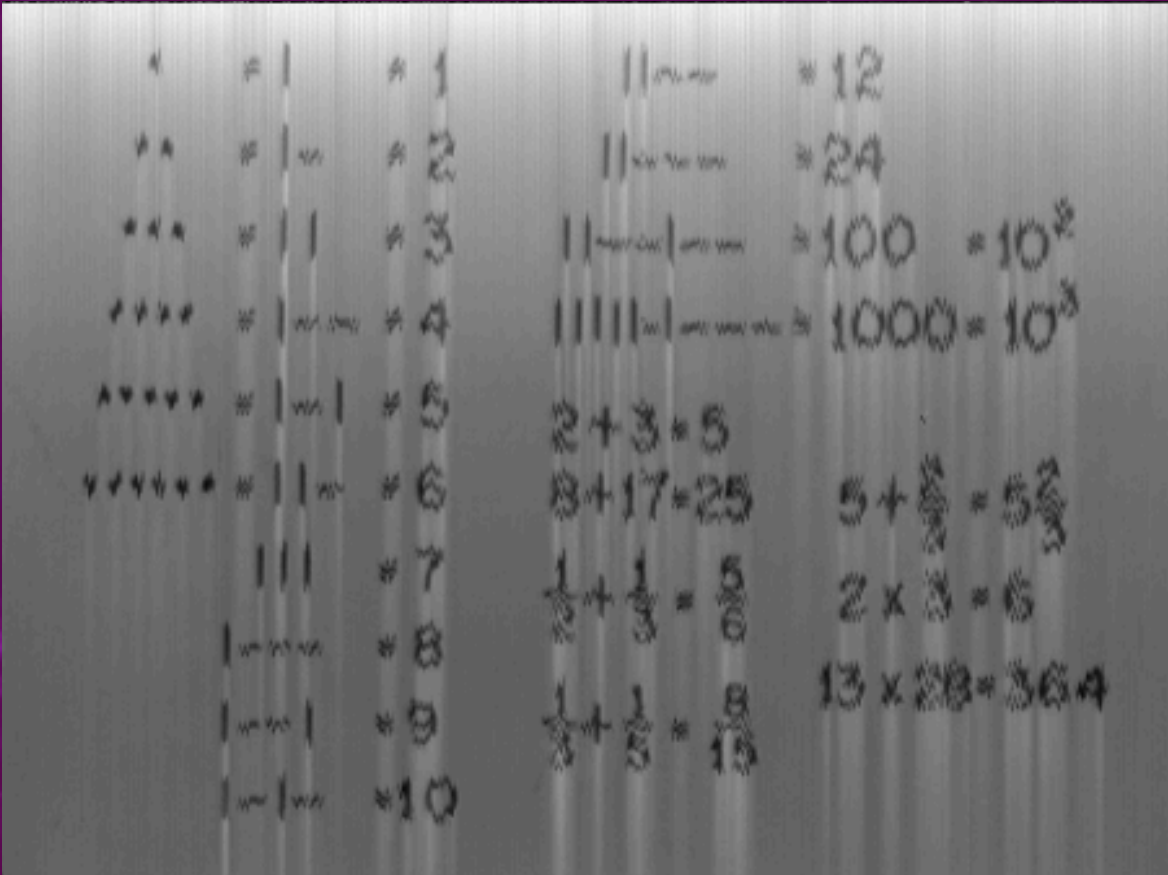 • = | = 1
•• = |- = 2
••• = || = 3
•••• = |-- = 4
••••• = |-| = 5
•••••• = ||- = 6
||| = 7
|--- = 8
|--| = 9
|-|- = 10
||-- = 12
||--- = 24
||--|-- = 100 = 10²
|||||-|--- = 1000 = 10³
2 + 3 = 5
8 + 17 = 25
1/2 + 1/3 = 5/6
1/3 + 1/5 = 8/15
5 + 2/3 = 5 2/3
2 x 3 = 6
13 x 28 = 364